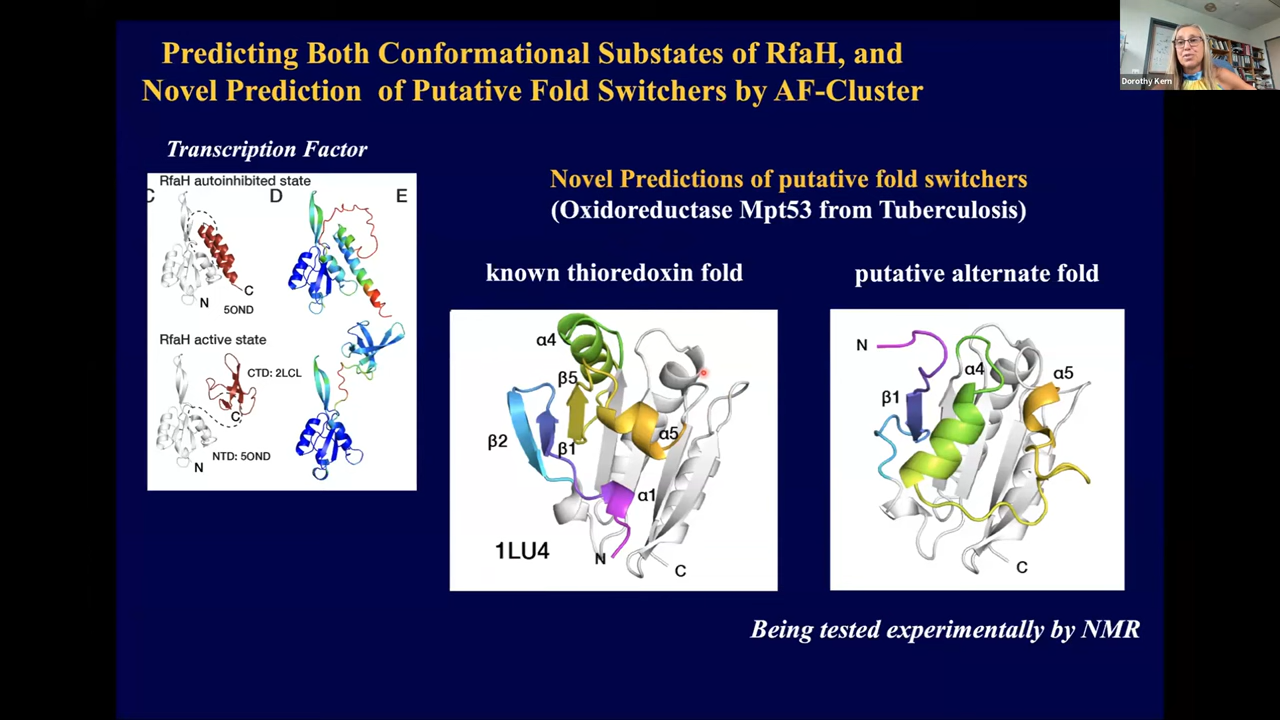 Predicting Both Conformational Substates of RfaH, and
Novel Prediction of Putative Fold Switchers by AF-Cluster
Dorothy Kern
Transcription Factor
RfaH autoinhibited state
C
D
E
N
C
5OND
RfaH active state
CTD: 2LCL
C
N
NTD: 5OND
Novel Predictions of putative fold switchers
(Oxidoreductase Mpt53 from Tuberculosis)
known thioredoxin fold
α4
β5
β2
β1
α5
α1
1LU4
N
C
putative alternate fold
N
α4
α5
β1
C
Being tested experimentally by NMR